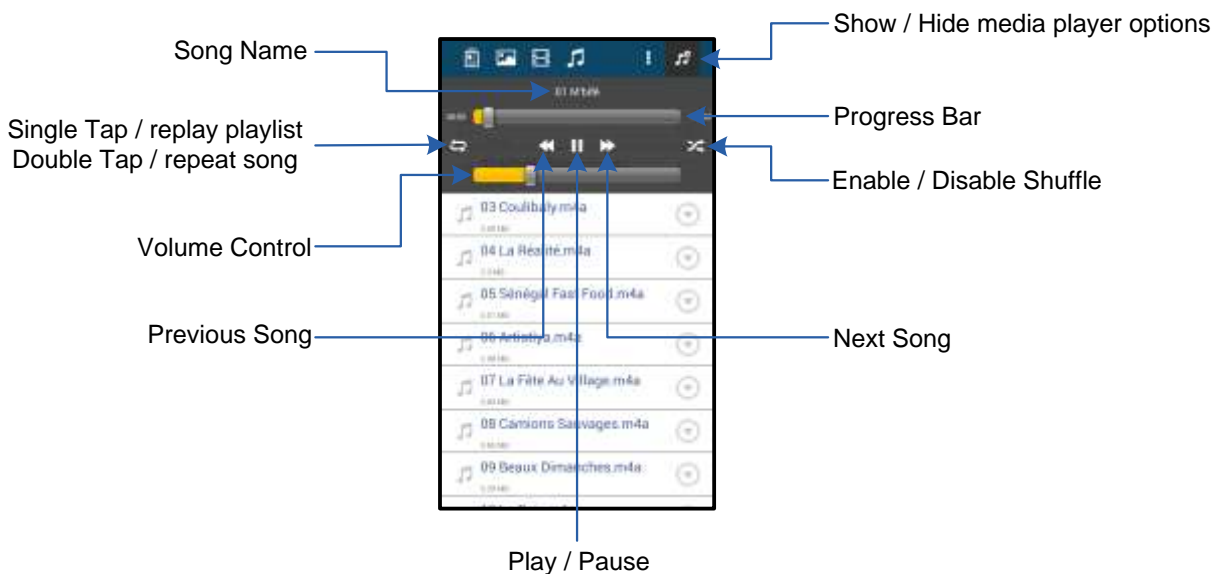 Show / Hide media player options
Song Name
Progress Bar
Single Tap / replay playlist
Double Tap / repeat song
Enable / Disable Shuffle
Volume Control
Previous Song
Next Song
Play / Pause
03 Coulibaly.m4a
04 La Réalité.m4a
05 Sénégal Fast Food.m4a
06 Artistiya.m4a
07 La Fête Au Village.m4a
08 Camions Sauvages.m4a
09 Beaux Dimanches.m4a